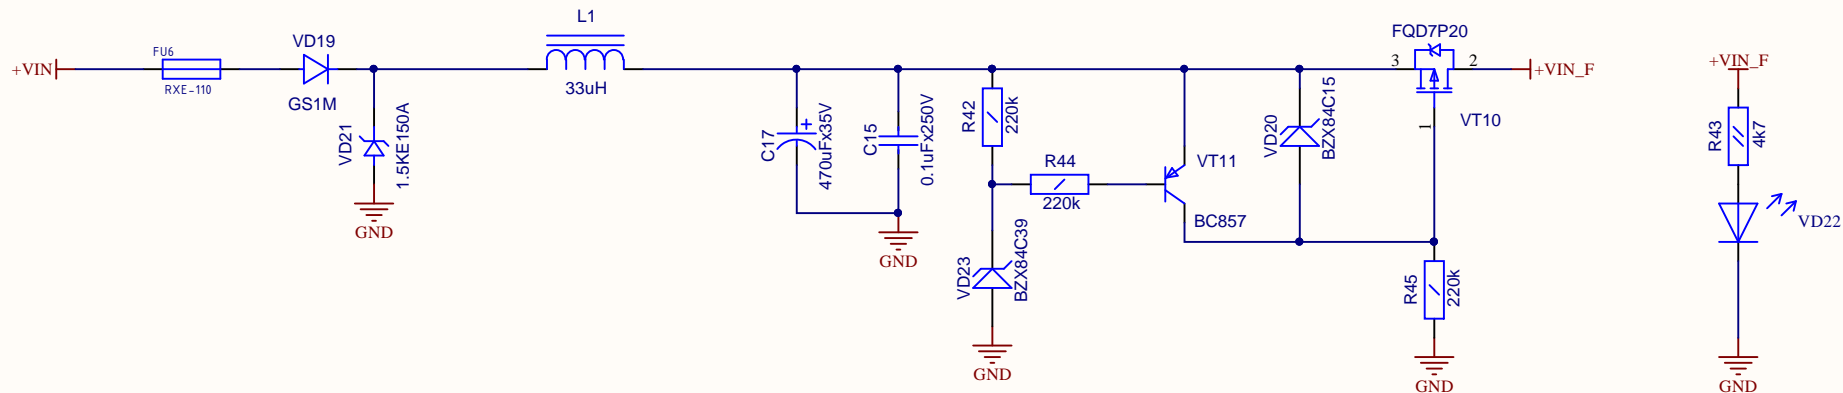 +VIN
FU6
RXE-110
VD19
GS1M
VD21
1.5KE150A
GND
L1
33uH
C17
470uFx35V
C15
0.1uFx250V
GND
R42
220k
R44
220k
VD23
BZX84C39
GND
VT11
BC857
VD20
BZX84C15
FQD7P20
3
2
1
VT10
+VIN_F
R45
220k
GND
+VIN_F
R43
4k7
VD22
GND